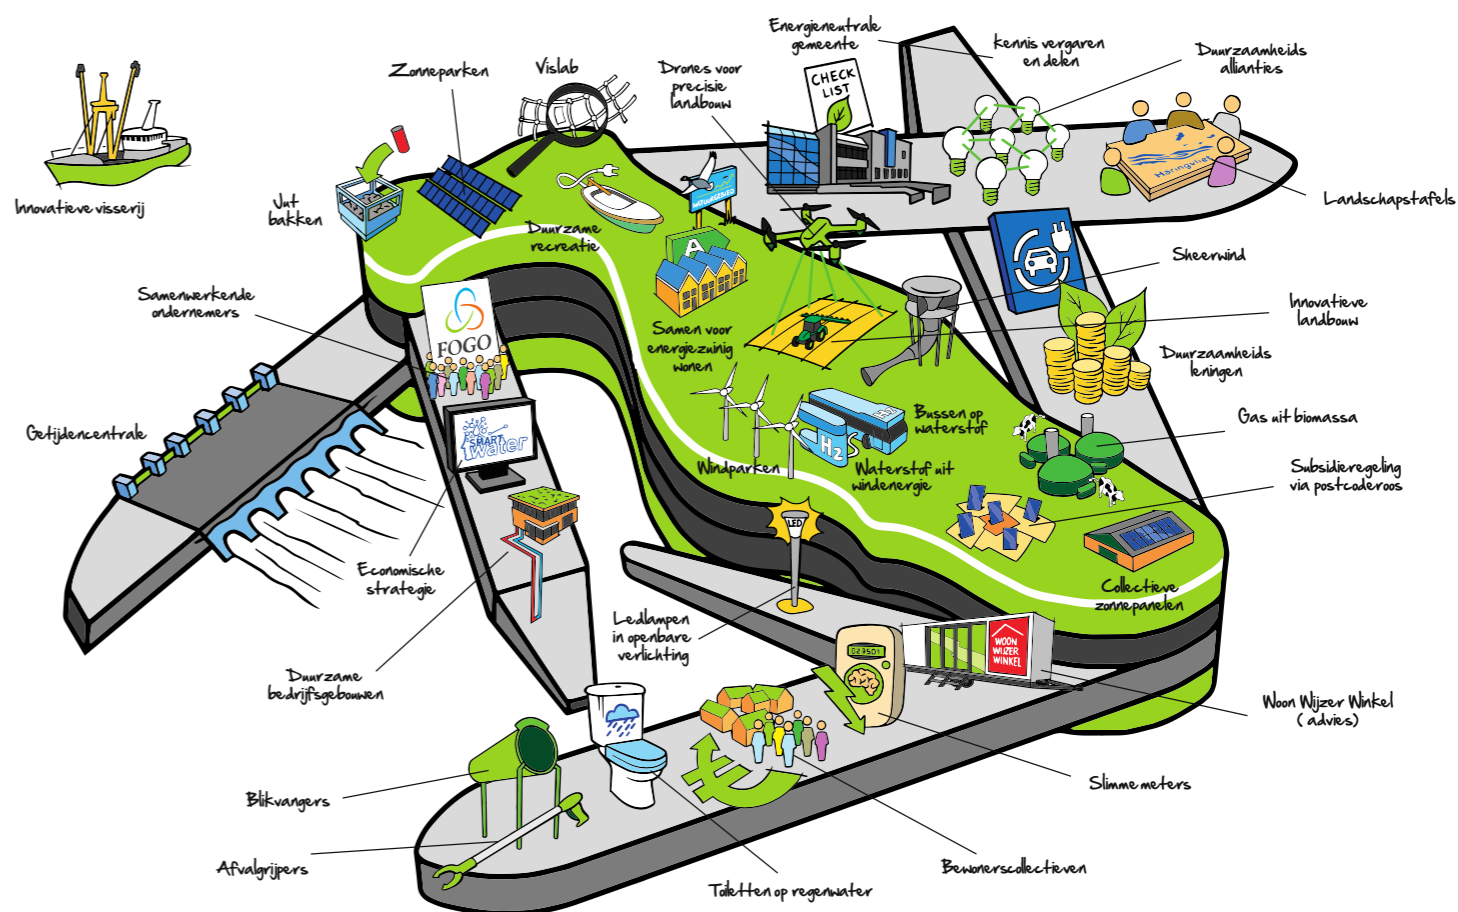 Energieneutrale
gemeente
kennis vergaren
en delen
Duurzaamheids
allianties
Zonneparken
Vislab
Drones voor
precisie
landbouw
CHECK
LIST
Haringvliet
Landschapstafels
Innovatieve visserij
Jut
bakken
Duurzame
recreatie
NATUURGEBIED
A
Sheerwind
Samenwerkende
ondernemers
FOGO
Samen voor
energiezuinig
wonen
Innovatieve
landbouw
Duurzaamheids
leningen
Getijdencentrale
SMART
Water
Windparken
H2
H2
Bussen op
waterstof
Waterstof uit
windenergie
Gas uit biomassa
Subsidieregeling
via postcoderoos
LED
Economische
strategie
Collectieve
zonnepanelen
Ledlampen
in openbare
verlichting
023501
WOON
WIJZER
WINKEL
Duurzame
bedrijfsgebouwen
Woon Wijzer Winkel
( advies)
Slimme meters
Blikvangers
Afvalgrijpers
Toiletten op regenwater
Bewonerscollectieven